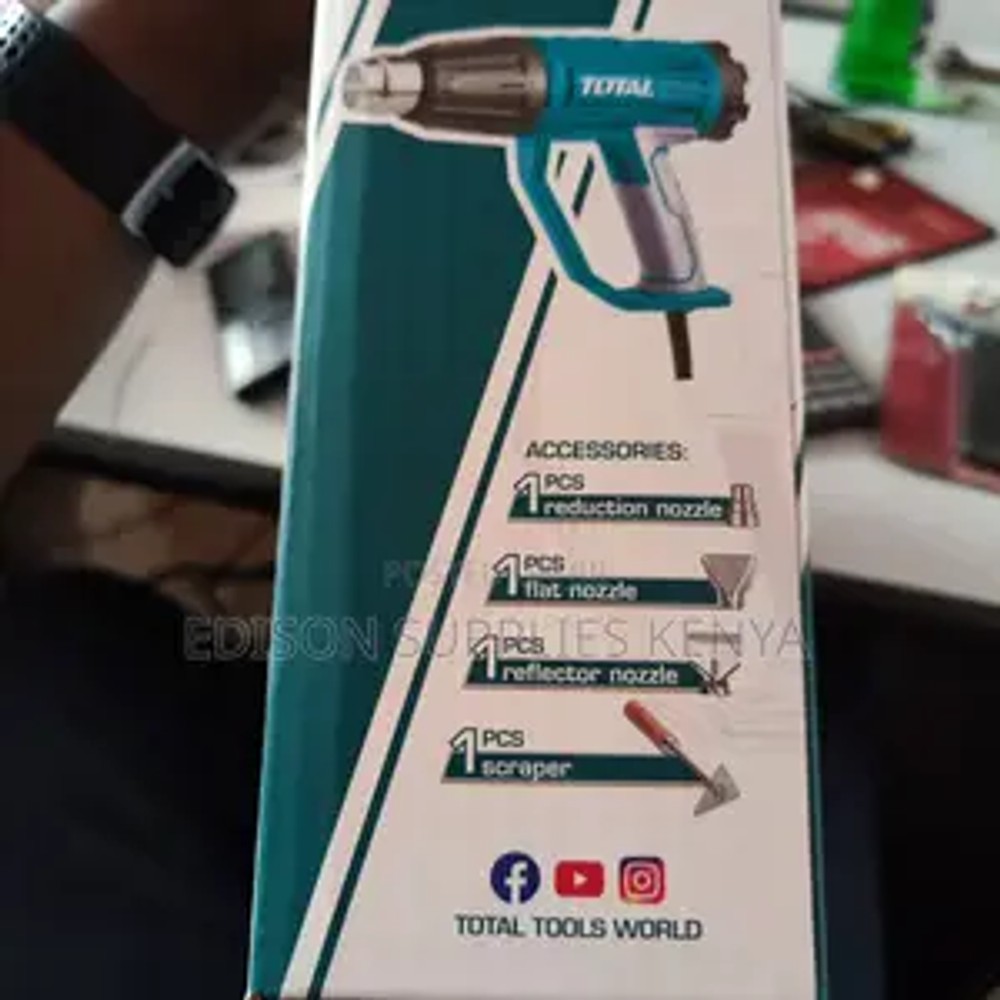 TOTAL
ACCESSORIES:
1 PCS
reduction nozzle
1 PCS
flat nozzle
1 PCS
reflector nozzle
EDISON SUPPLIES KENYA
1 PCS
scraper
TOTAL TOOLS WORLD